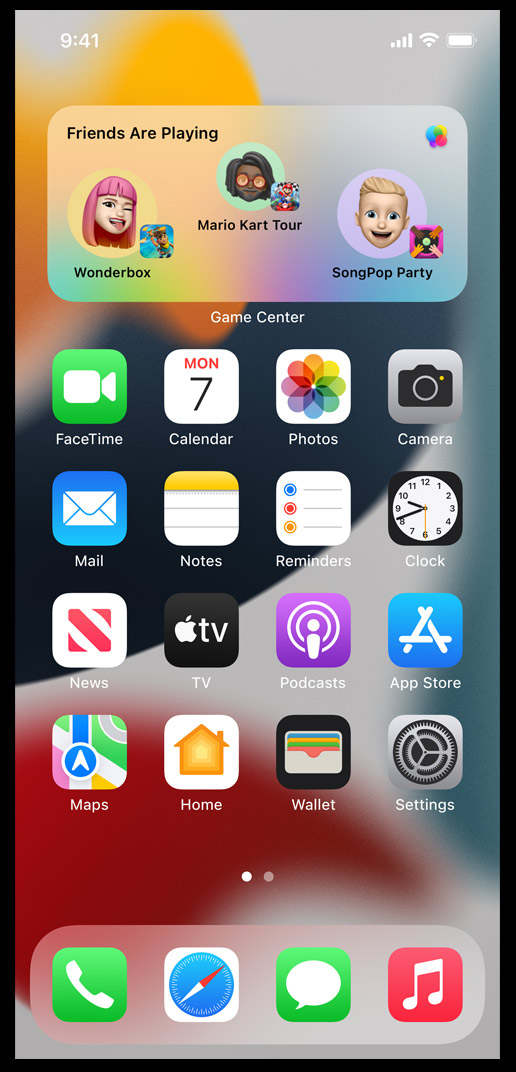 9:41
Friends Are Playing
Mario Kart Tour
Wonderbox
SongPop Party
Game Center
MON
7
FaceTime
Calendar
Photos
Camera
12
11 1
10 2
9 3
8 4
7 5
6
Mail
Notes
Reminders
Clock
tv
News
TV
Podcasts
App Store
Maps
Home
Wallet
Settings